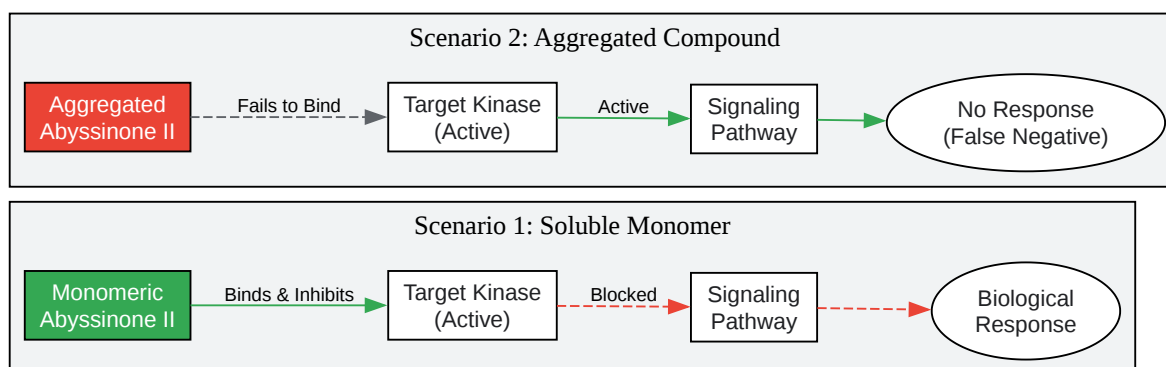 Scenario 2: Aggregated Compound
Aggregated
Abyssinone II
Fails to Bind
Target Kinase
(Active)
Active
Signaling
Pathway
No Response
(False Negative)
Scenario 1: Soluble Monomer
Monomeric
Abyssinone II
Binds & Inhibits
Target Kinase
(Active)
Blocked
Signaling
Pathway
Biological
Response